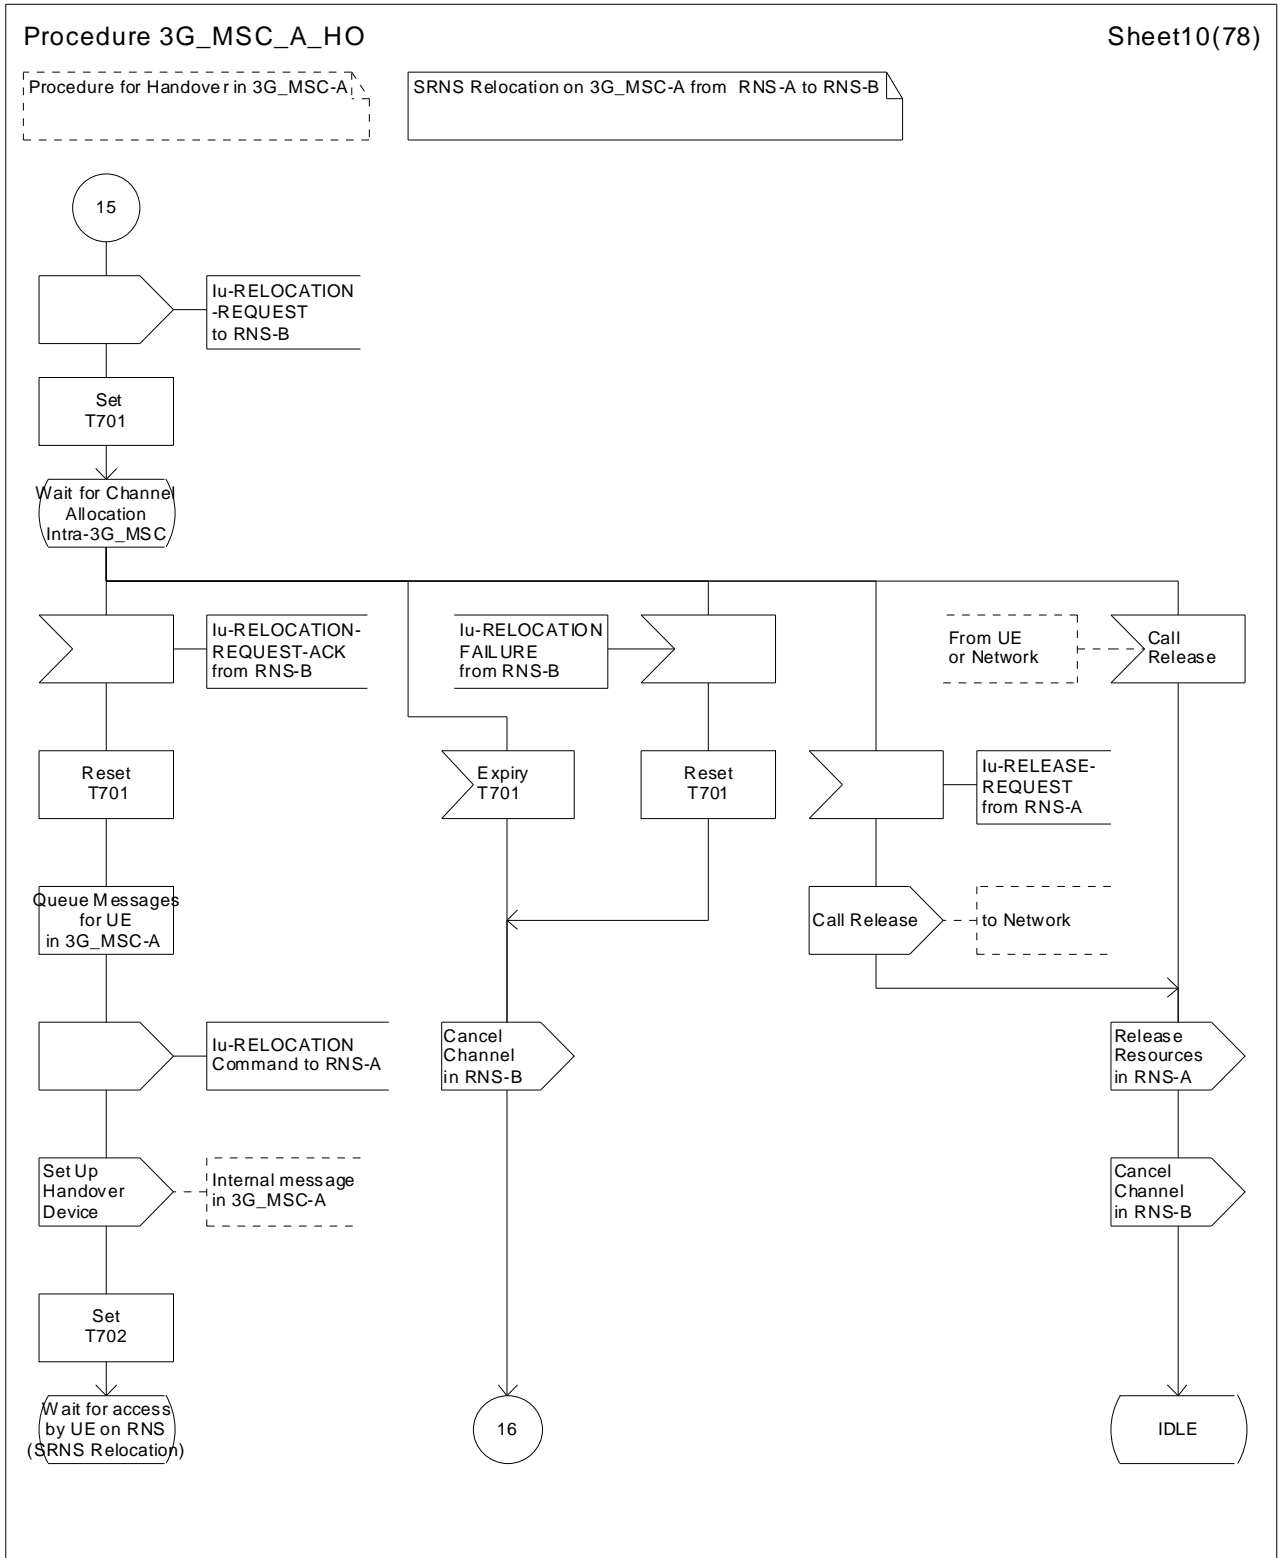 Procedure 3G_MSC_A_HO
Sheet10(78)
Procedure for Handover in 3G_MSC-A
SRNS Relocation on 3G_MSC-A from RNS-A to RNS-B
15
Iu-RELOCATION
-REQUEST
to RNS-B
Set
T701
Wait for Channel
Allocation
Intra-3G_MSC
Iu-RELOCATION-
REQUEST-ACK
from RNS-B
Iu-RELOCATION
FAILURE
from RNS-B
From UE
or Network
Call
Release
Reset
T701
Expiry
T701
Reset
T701
Iu-RELEASE-
REQUEST
from RNS-A
Queue Messages
for UE
in 3G_MSC-A
Call Release
to Network
Iu-RELOCATION
Command to RNS-A
Cancel
Channel
in RNS-B
Release
Resources
in RNS-A
Set Up
Handover
Device
Internal message
in 3G_MSC-A
Cancel
Channel
in RNS-B
Set
T702
Wait for access
by UE on RNS
(SRNS Relocation)
16
IDLE